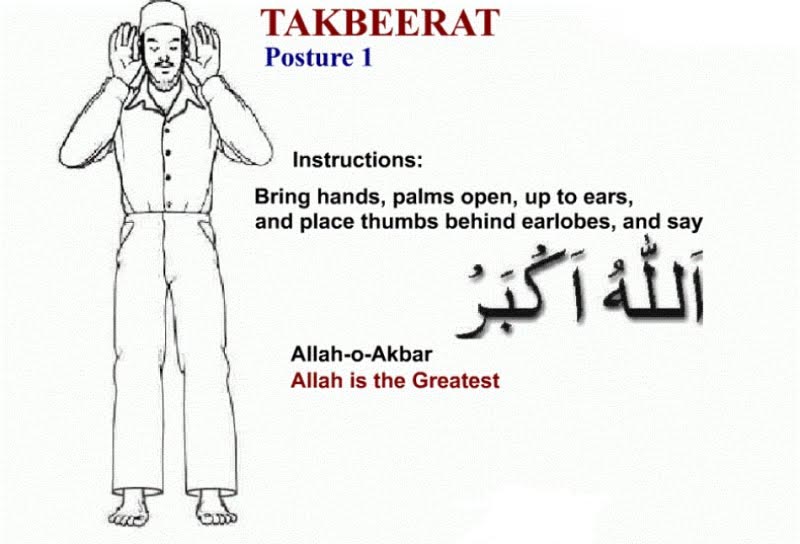 TAKBEERAT
Posture 1
Instructions:
Bring hands, palms open, up to ears,
and place thumbs behind earlobes, and say
اَللّٰهُ اَكْبَرُ
Allah-o-Akbar
Allah is the Greatest